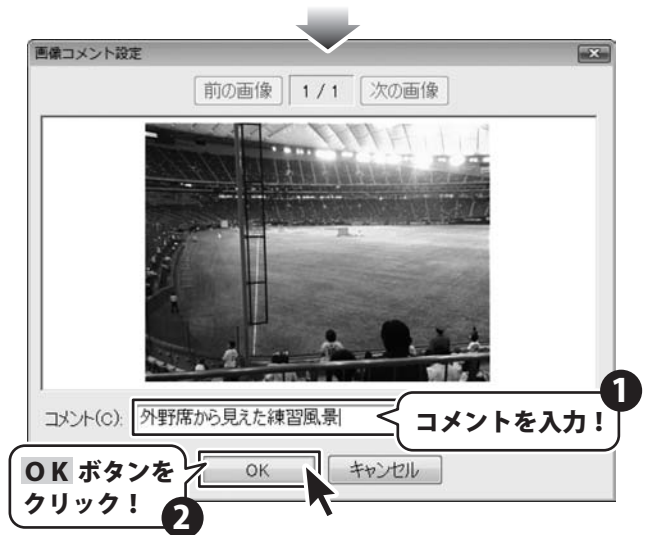 画像コメント設定
前の画像 1 / 1 次の画像
コメント(C): 外野席から見えた練習風景
1
コメントを入力！
OK キャンセル
OK ボタンを
クリック！
2